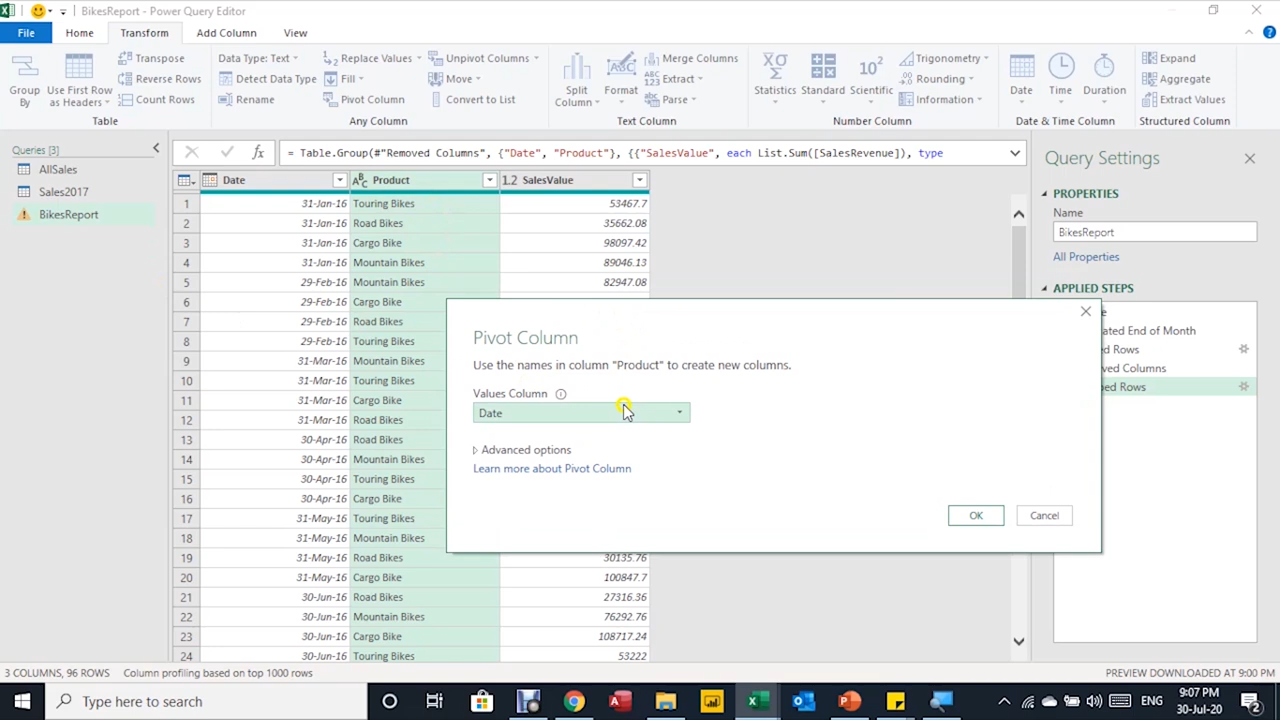 BikesReport - Power Query Editor
File Home Transform Add Column View
Group By
Use First Row as Headers
Transpose
Reverse Rows
Count Rows
Table
Data Type: Text
Detect Data Type
Rename
Replace Values
Fill
Pivot Column
Unpivot Columns
Move
Convert to List
Any Column
Split Column
Format
Merge Columns
Extract
Parse
Text Column
Statistics
Standard
Scientific
Trigonometry
Rounding
Information
Number Column
Date
Time
Duration
Date & Time Column
Expand
Aggregate
Extract Values
Structured Column
Queries [3]
AllSales
Sales2017
BikesReport
= Table.Group(#"Removed Columns", {"Date", "Product"}, {{"SalesValue", each List.Sum([SalesRevenue]), type
Date Product 1.2 SalesValue
1 31-Jan-16 Touring Bikes 53467.7
2 31-Jan-16 Road Bikes 35662.08
3 31-Jan-16 Cargo Bike 98097.42
4 31-Jan-16 Mountain Bikes 89046.13
5 29-Feb-16 Mountain Bikes 82947.08
6 29-Feb-16 Cargo Bike
7 29-Feb-16 Road Bikes
8 29-Feb-16 Touring Bikes
9 31-Mar-16 Mountain Bikes
10 31-Mar-16 Touring Bikes
11 31-Mar-16 Cargo Bike
12 31-Mar-16 Road Bikes
13 30-Apr-16 Road Bikes
14 30-Apr-16 Mountain Bikes
15 30-Apr-16 Touring Bikes
16 30-Apr-16 Cargo Bike
17 31-May-16 Touring Bikes
18 31-May-16 Mountain Bikes
19 31-May-16 Road Bikes 30135.76
20 31-May-16 Cargo Bike 100847.7
21 30-Jun-16 Road Bikes 27316.36
22 30-Jun-16 Mountain Bikes 76292.76
23 30-Jun-16 Cargo Bike 108717.24
24 30-Jun-16 Touring Bikes 53222
Pivot Column
Use the names in column "Product" to create new columns.
Values Column
Date
Advanced options
Learn more about Pivot Column
OK Cancel
Query Settings
PROPERTIES
Name
BikesReport
All Properties
APPLIED STEPS
e
ated End of Month
ed Rows
oved Columns
ped Rows
3 COLUMNS, 96 ROWS Column profiling based on top 1000 rows
PREVIEW DOWNLOADED AT 9:00 PM
Type here to search
ENG
9:07 PM
30-Jul-20
2